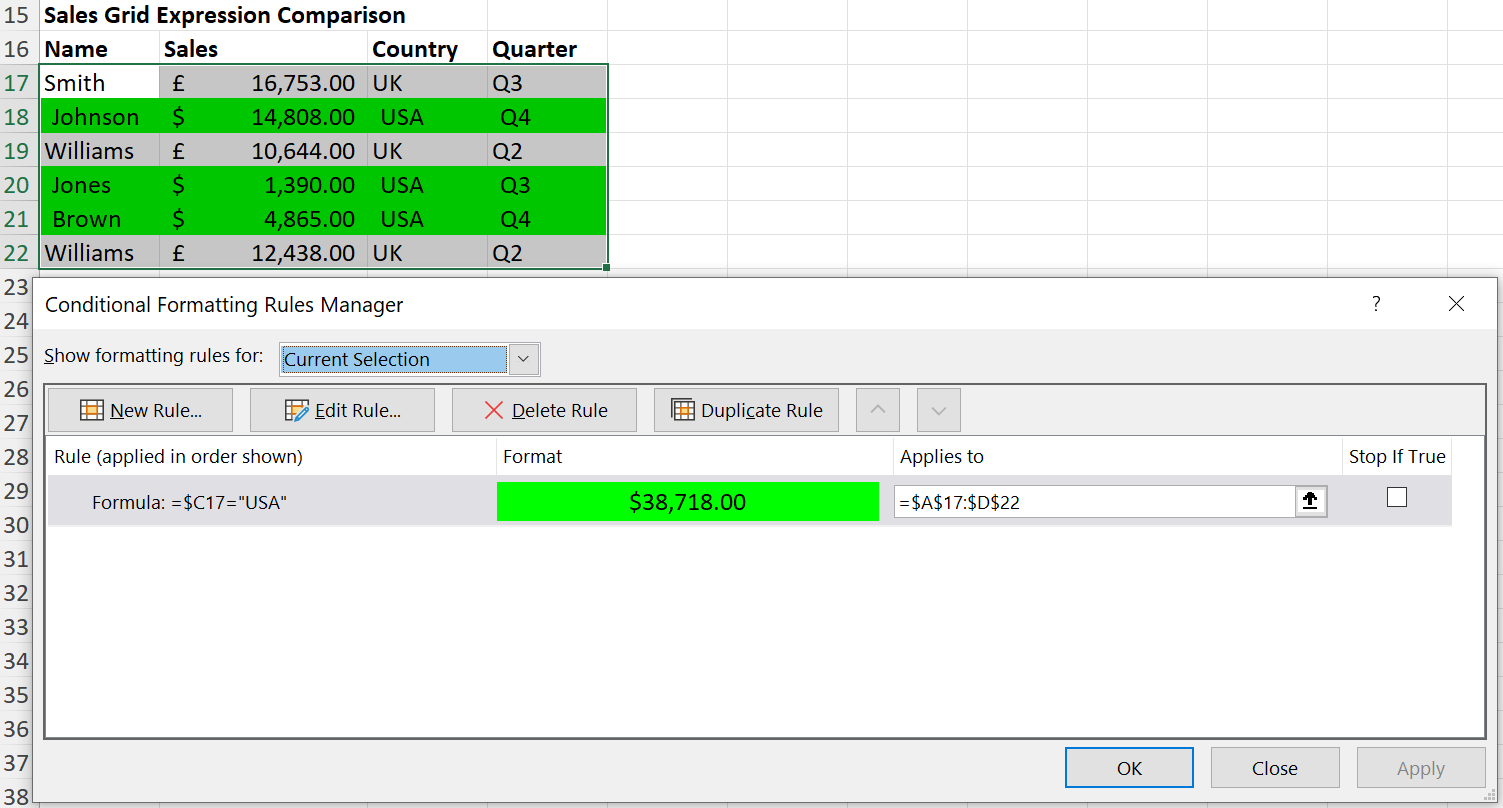 15 Sales Grid Expression Comparison
16 Name Sales Country Quarter
17 Smith £ 16,753.00 UK Q3
18 Johnson $ 14,808.00 USA Q4
19 Williams £ 10,644.00 UK Q2
20 Jones $ 1,390.00 USA Q3
21 Brown $ 4,865.00 USA Q4
22 Williams £ 12,438.00 UK Q2
23
Conditional Formatting Rules Manager ?
24
25 Show formatting rules for: Current Selection
26
27 New Rule... Edit Rule... Delete Rule Duplicate Rule
28 Rule (applied in order shown) Format Applies to Stop If True
29
30 Formula: =$C17="USA" $38,718.00 =$A$17:$D$22
31
32
33
34
35
36
37
OK Close Apply
38